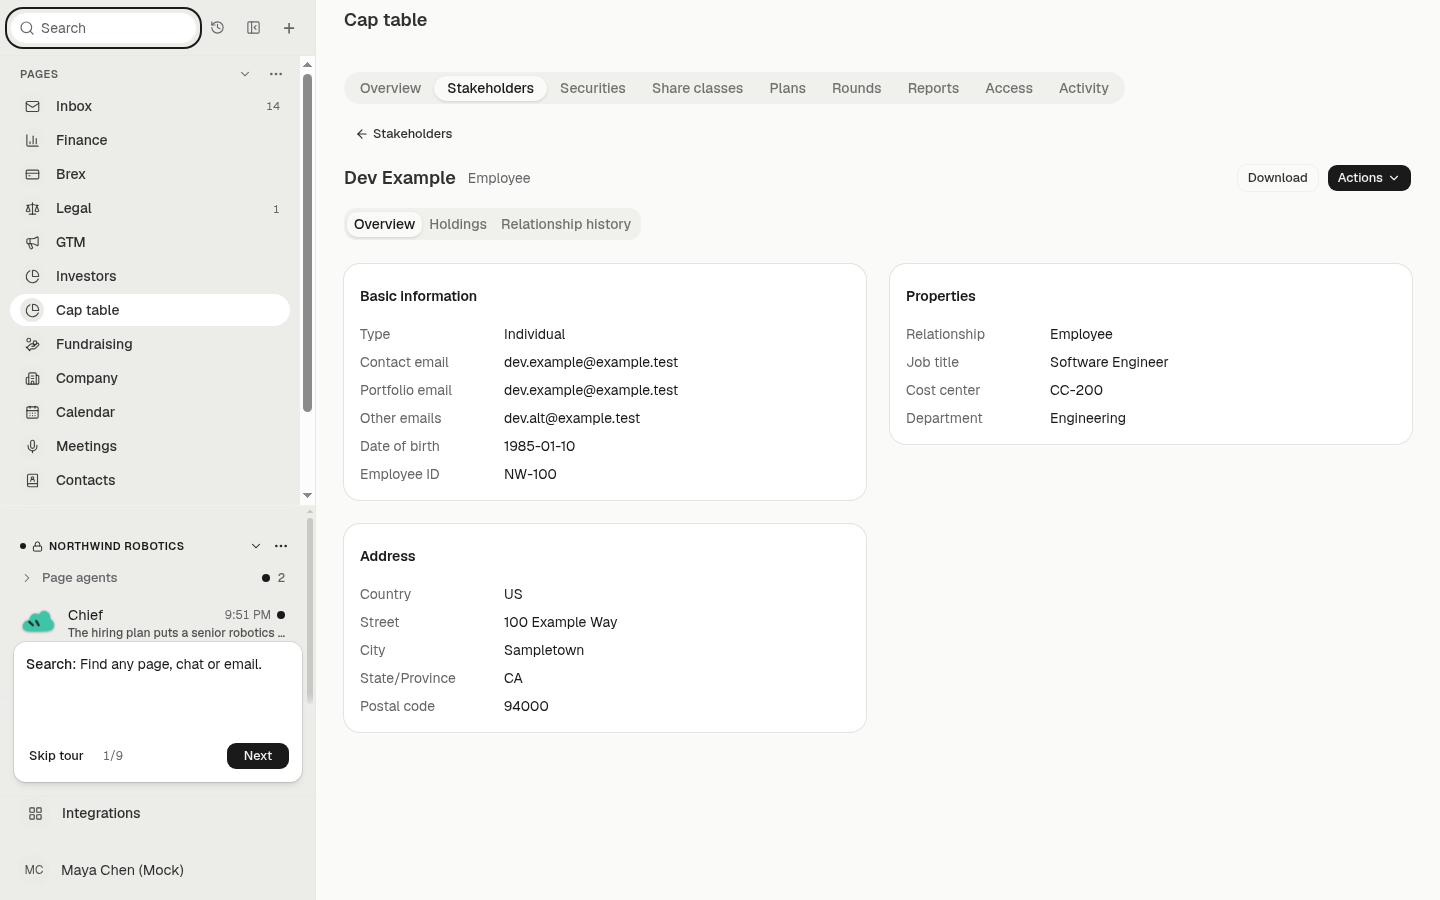 Search
PAGES
Inbox 14
Finance
Brex
Legal 1
GTM
Investors
Cap table
Fundraising
Company
Calendar
Meetings
Contacts
NORTHWIND ROBOTICS
Page agents 2
Chief 9:51 PM
The hiring plan puts a senior robotics ...
Search: Find any page, chat or email.
Skip tour 1/9 Next
Integrations
MC Maya Chen (Mock)
Cap table
Overview Stakeholders Securities Share classes Plans Rounds Reports Access Activity
Stakeholders
Dev Example Employee Download Actions
Overview Holdings Relationship history
Basic information
Type Individual
Contact email dev.example@example.test
Portfolio email dev.example@example.test
Other emails dev.alt@example.test
Date of birth 1985-01-10
Employee ID NW-100
Properties
Relationship Employee
Job title Software Engineer
Cost center CC-200
Department Engineering
Address
Country US
Street 100 Example Way
City Sampletown
State/Province CA
Postal code 94000